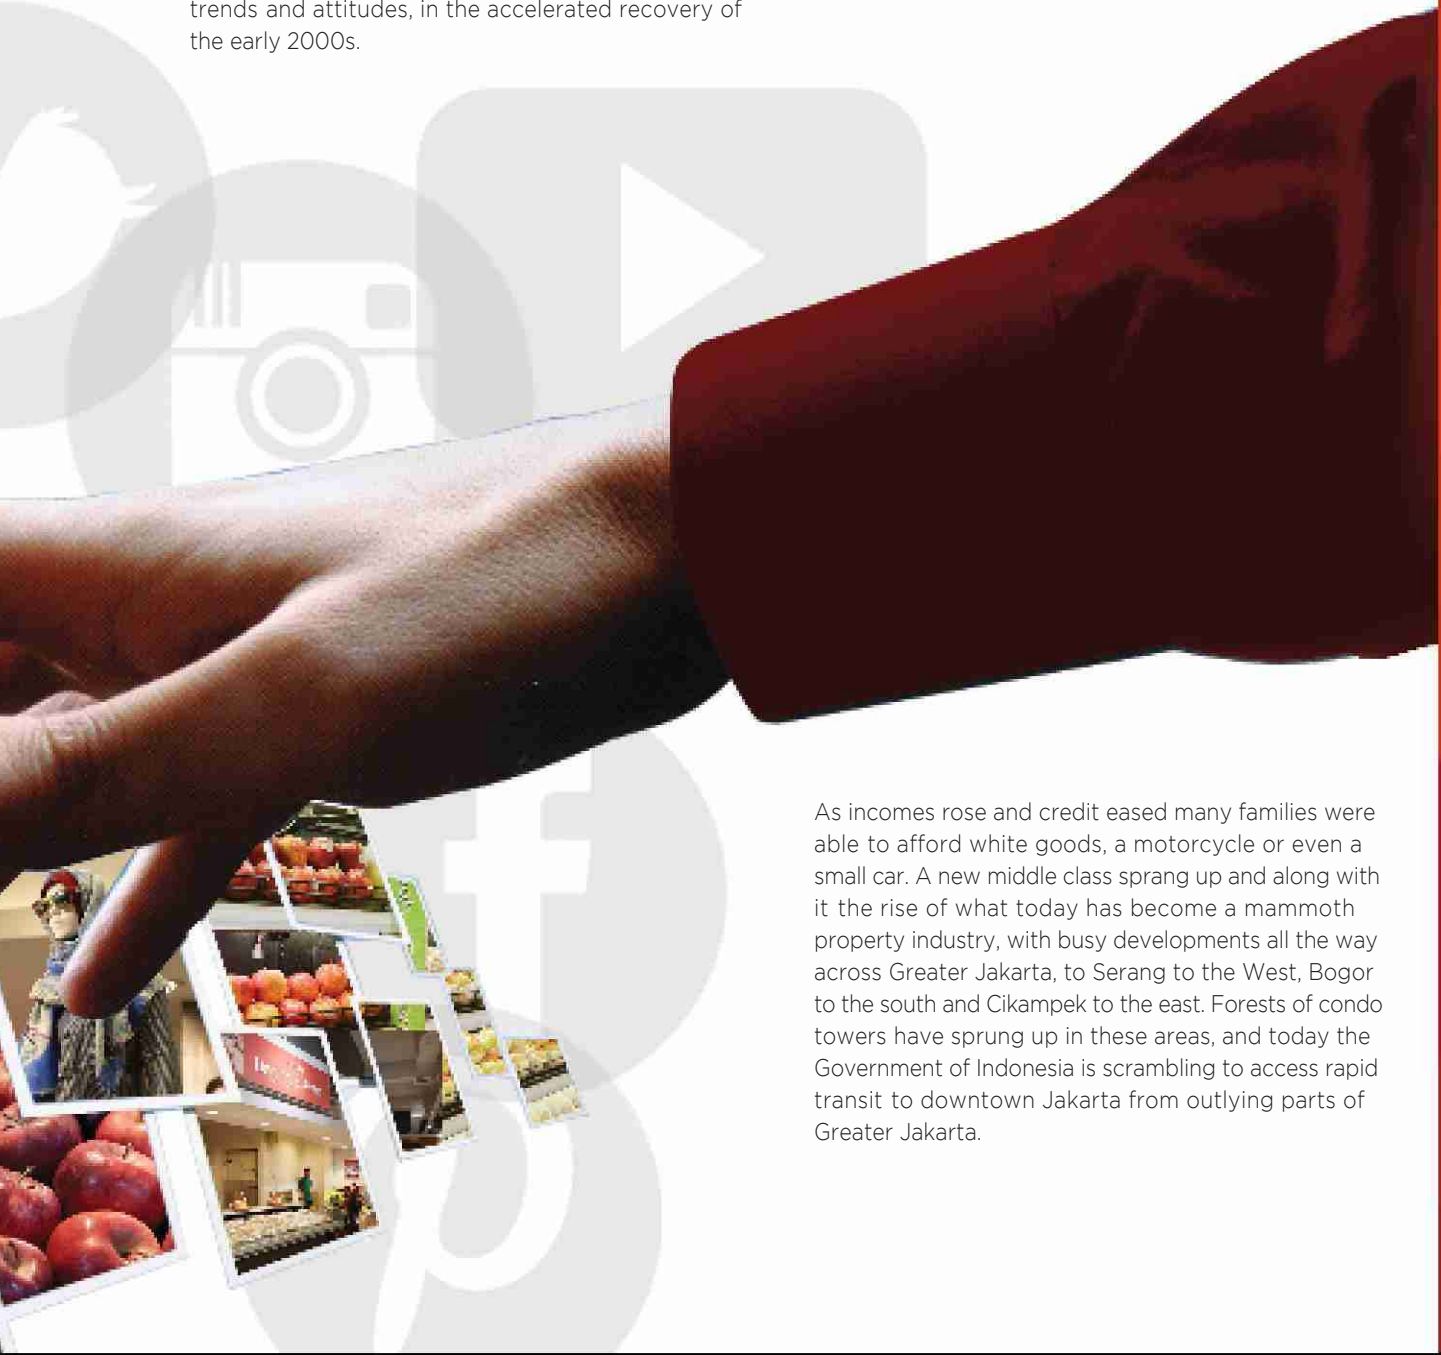 trends and attitudes, in the accelerated recovery of
the early 2000s.
As incomes rose and credit eased many families were
able to afford white goods, a motorcycle or even a
small car. A new middle class sprang up and along with
it the rise of what today has become a mammoth
property industry, with busy developments all the way
across Greater Jakarta, to Serang to the West, Bogor
to the south and Cikampek to the east. Forests of condo
towers have sprung up in these areas, and today the
Government of Indonesia is scrambling to access rapid
transit to downtown Jakarta from outlying parts of
Greater Jakarta.